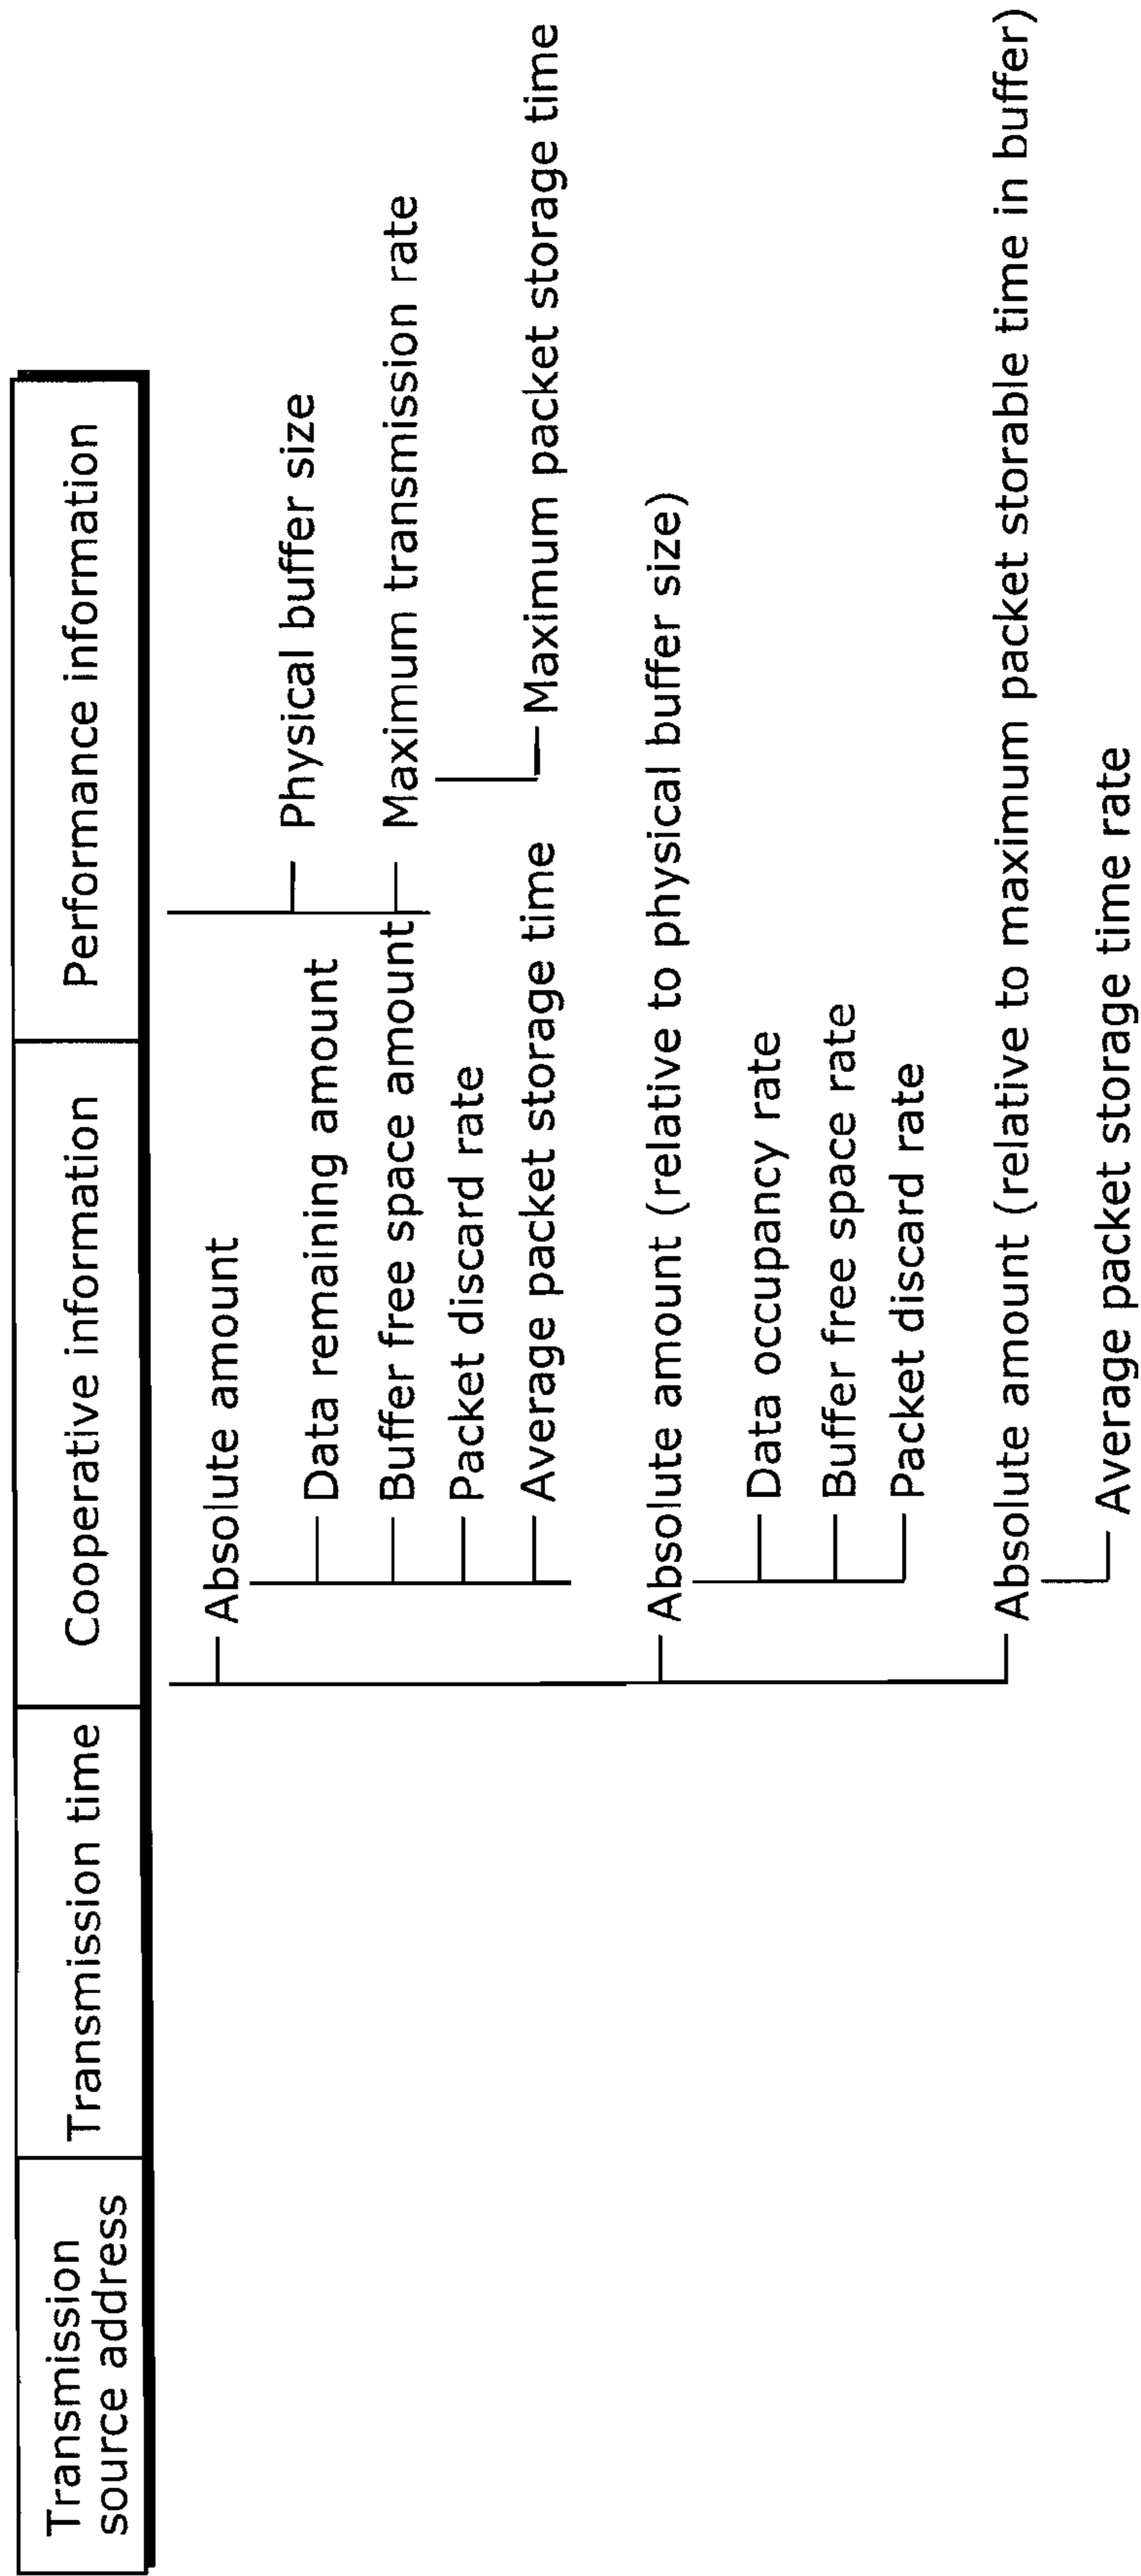 Transmission
source address
Transmission time
Cooperative information
Performance information
Absolute amount
Data remaining amount
Buffer free space amount
Packet discard rate
Average packet storage time
Absolute amount (relative to physical buffer size)
Data occupancy rate
Buffer free space rate
Packet discard rate
Absolute amount (relative to maximum packet storable time in buffer)
Average packet storage time rate
Physical buffer size
Maximum transmission rate
Maximum packet storage time